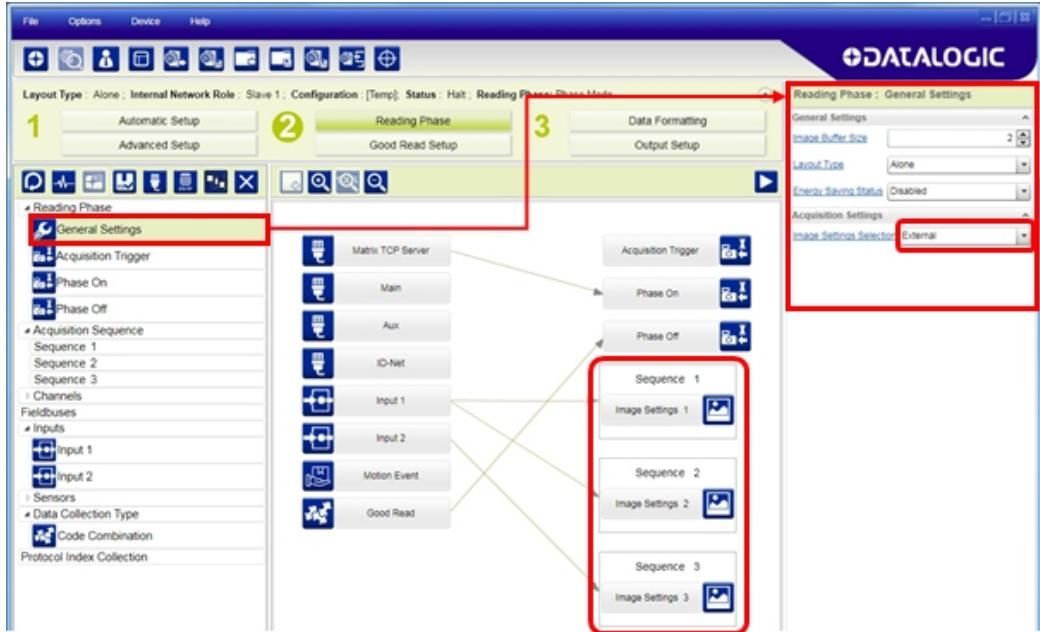 File Options Device Help
DATALOGIC
Layout Type : Alone ; Internal Network Role : Slave 1 ; Configuration : [Temp]; Status : Halt ; Reading Phase: Phase Mode
1 Automatic Setup
Advanced Setup
2 Reading Phase
Good Read Setup
3 Data Formatting
Output Setup
Reading Phase
General Settings
Acquisition Trigger
Phase On
Phase Off
Acquisition Sequence
Sequence 1
Sequence 2
Sequence 3
Channels
Fieldbuses
Inputs
Input 1
Input 2
Sensors
Data Collection Type
Code Combination
Protocol Index Collection
Matrix TCP Server
Main
Aux
ID-Net
Input 1
Input 2
Motion Event
Good Read
Acquisition Trigger
Phase On
Phase Off
Sequence 1
Image Settings 1
Sequence 2
Image Settings 2
Sequence 3
Image Settings 3
Reading Phase : General Settings
General Settings
Image Buffer Size 2
Layout Type Alone
Energy Saving Status Disabled
Acquisition Settings
Image Settings Selection External